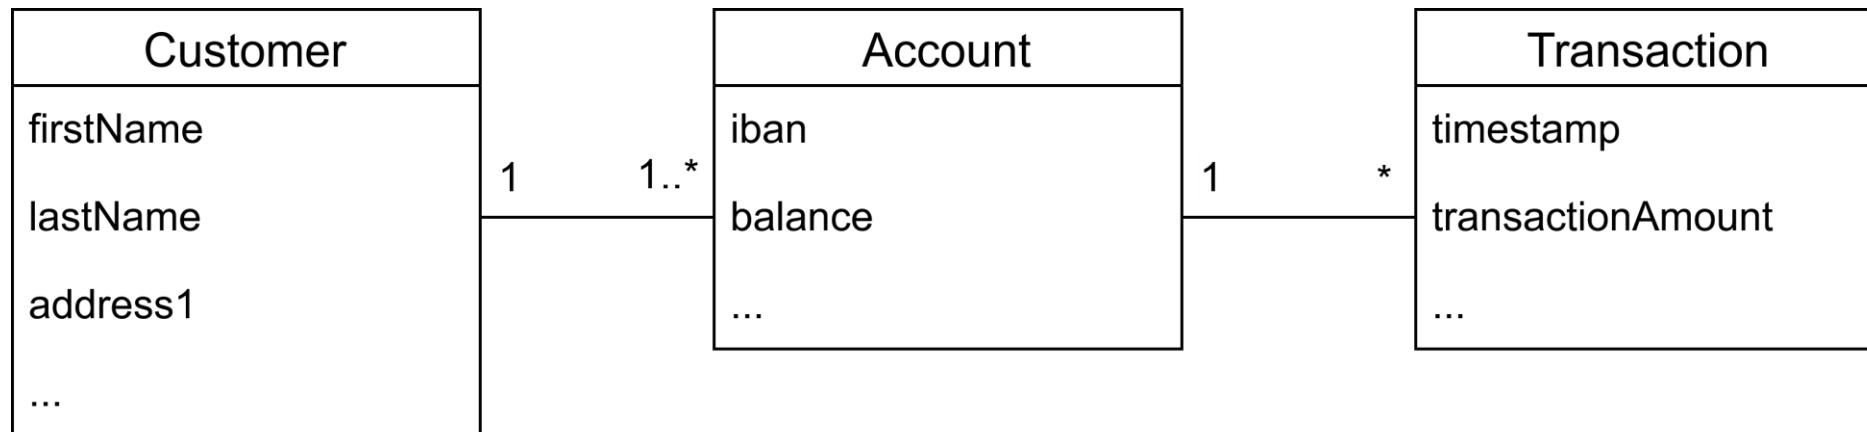 Customer
firstName
lastName
address1
...
1
1..*
Account
iban
balance
...
1
*
Transaction
timestamp
transactionAmount
...